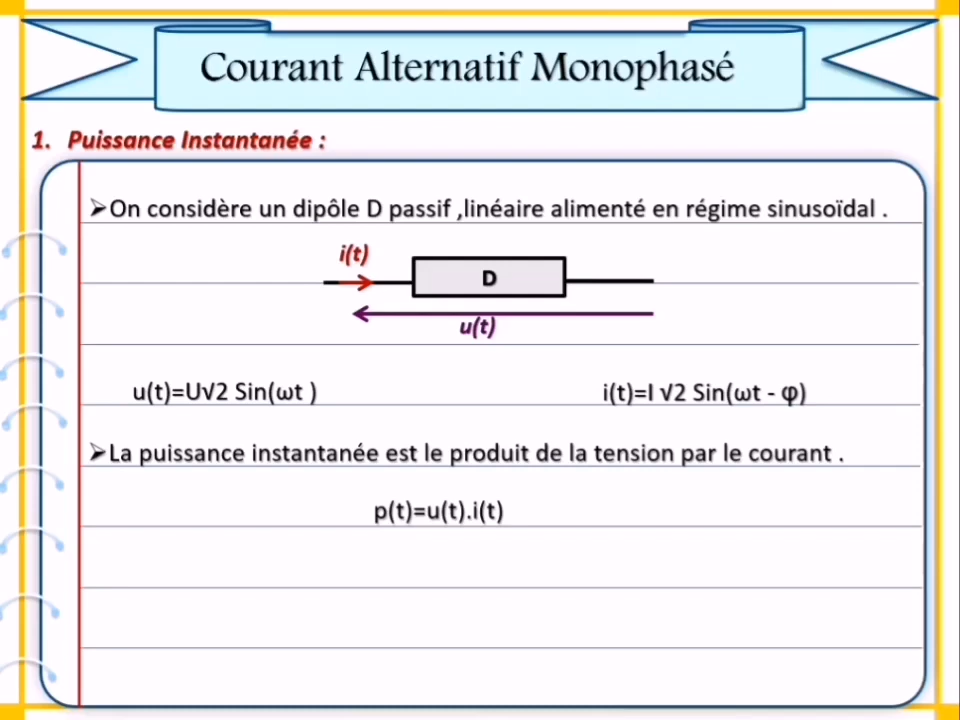 Courant Alternatif Monophasé
1. Puissance Instantanée :
➢On considère un dipôle D passif ,linéaire alimenté en régime sinusoïdal .
i(t)
D
u(t)
u(t)=U√2 Sin(ωt ) i(t)=I √2 Sin(ωt - φ)
➢La puissance instantanée est le produit de la tension par le courant .
p(t)=u(t).i(t)